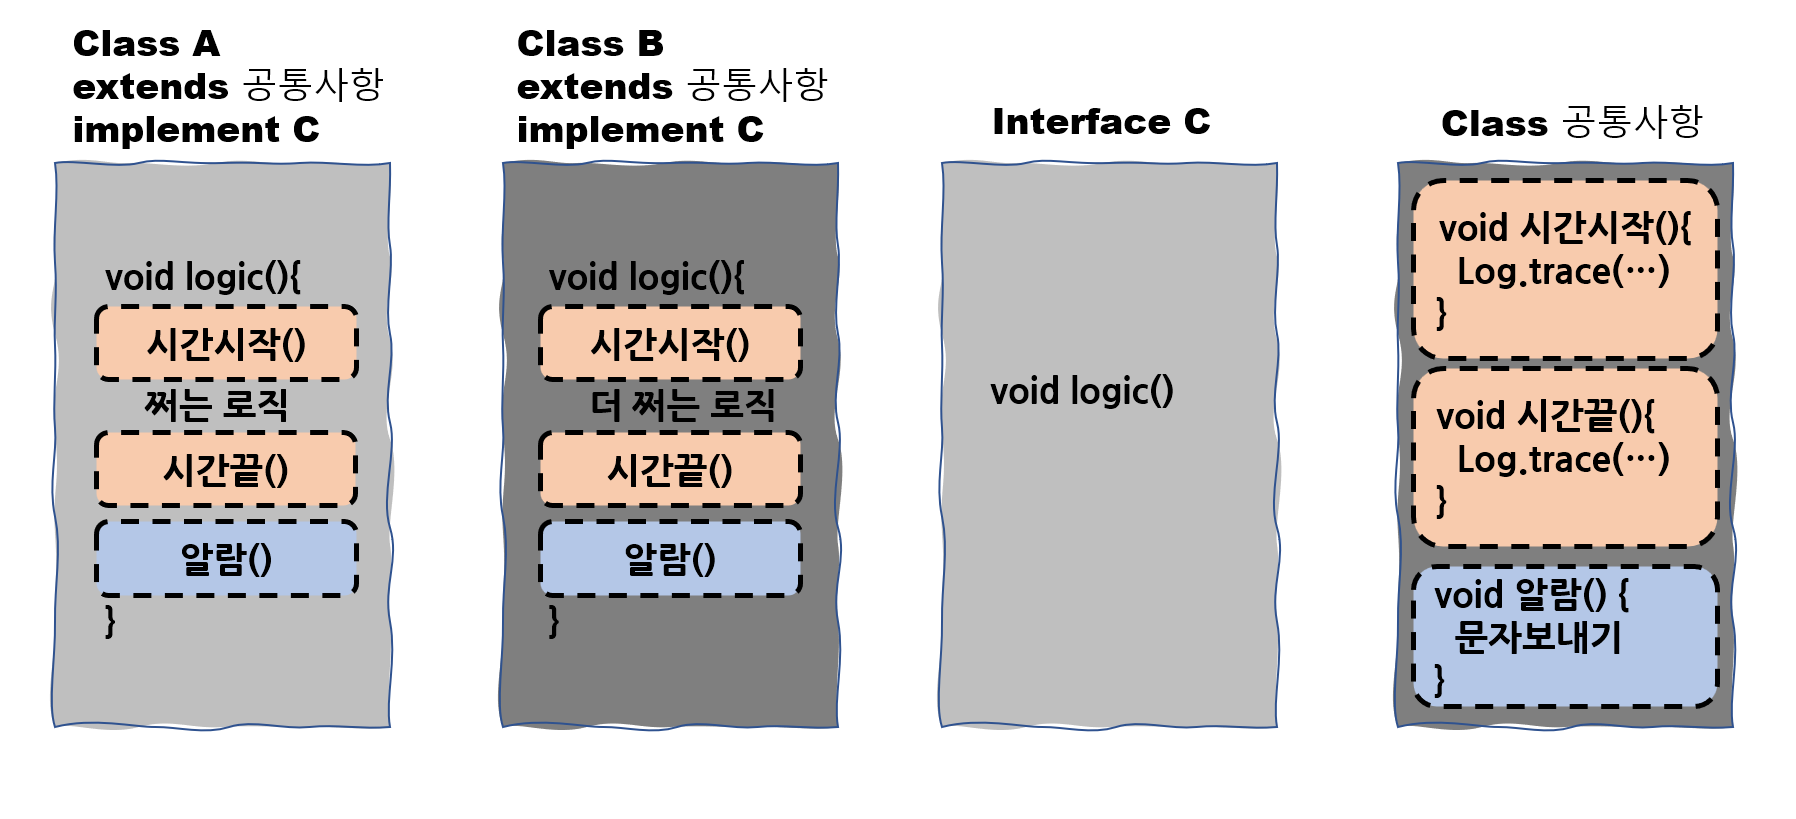 Class A
extends 공통사항
implement C
void logic(){
시간시작()
쩌는 로직
시간끝()
알람()
}
Class B
extends 공통사항
implement C
void logic(){
시간시작()
더 쩌는 로직
시간끝()
알람()
}
Interface C
void logic()
Class 공통사항
void 시간시작(){
Log.trace(…)
}
void 시간끝(){
Log.trace(…)
}
void 알람() {
문자보내기
}